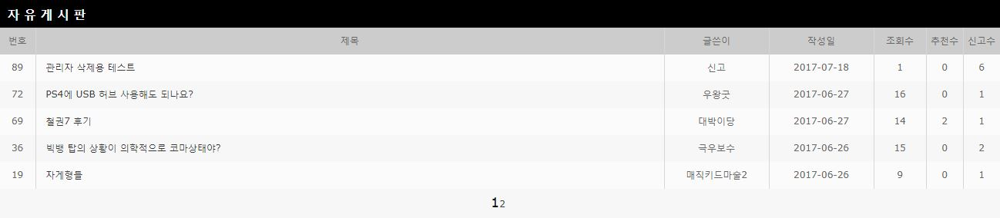 자 유 게 시 판
번호 제목 글쓴이 작성일 조회수 추천수 신고수
89 관리자 삭제용 테스트 신고 2017-07-18 1 0 6
72 PS4에 USB 허브 사용해도 되나요? 우왕굿 2017-06-27 16 0 1
69 철권7 후기 대박이당 2017-06-27 14 2 1
36 빅뱅 탑의 상황이 의학적으로 코마상태야? 극우보수 2017-06-26 15 0 2
19 자게형들 매직키드마술2 2017-06-26 9 0 1
12